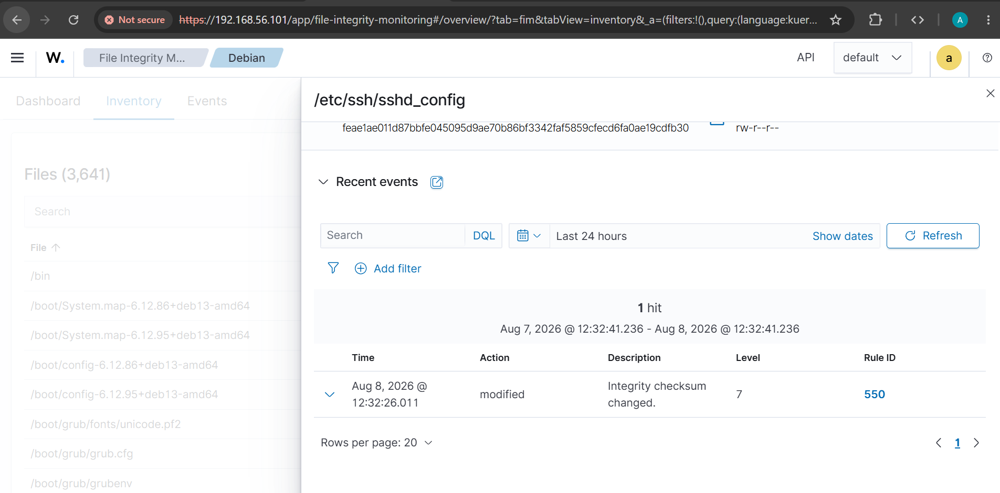 Not secure https://192.168.56.101/app/file-integrity-monitoring#/overview/?tab=fim&tabView=inventory&_a=(filters:!(),query:(language:kuer... A
W. File Integrity M... Debian API default a
Dashboard Inventory Events
/etc/ssh/sshd_config
feae1ae011d87bbfe045095d9ae70b86bf3342faf5859cfecd6fa0ae19cdfb30 rw-r--r--
Files (3,641)
Search
File
/bin
/boot/System.map-6.12.86+deb13-amd64
/boot/System.map-6.12.95+deb13-amd64
/boot/config-6.12.86+deb13-amd64
/boot/config-6.12.95+deb13-amd64
/boot/grub/fonts/unicode.pf2
/boot/grub/grub.cfg
/boot/grub/grubenv
Recent events
Search DQL Last 24 hours Show dates Refresh
Add filter
1 hit
Aug 7, 2026 @ 12:32:41.236 - Aug 8, 2026 @ 12:32:41.236
Time Action Description Level Rule ID
Aug 8, 2026 @ 12:32:26.011 modified Integrity checksum changed. 7 550
Rows per page: 20 1